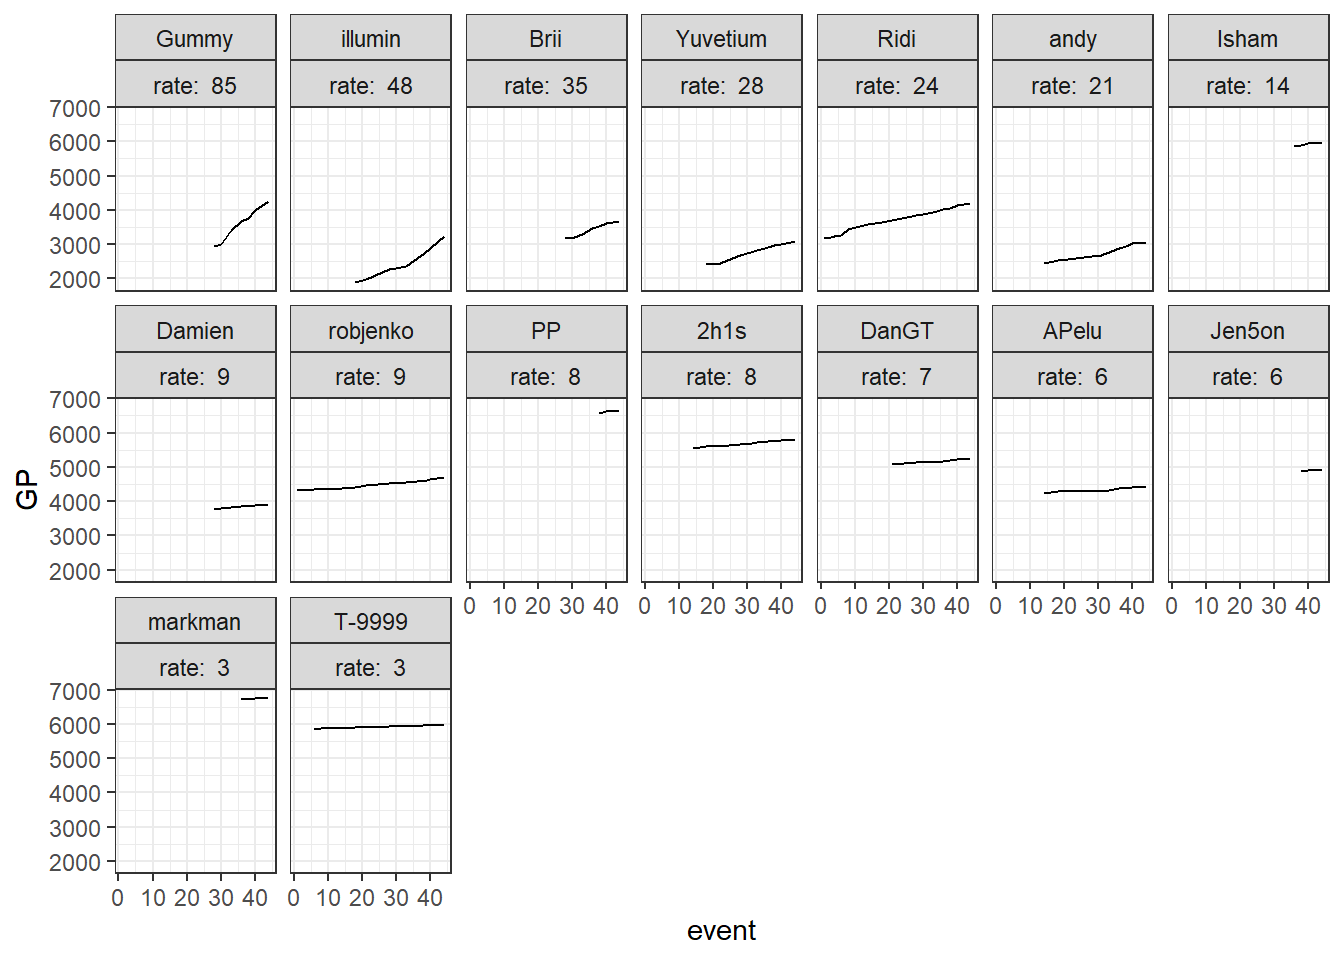 Gummy illumin Brii Yuvetium Ridi andy Isham
rate: 85 rate: 48 rate: 35 rate: 28 rate: 24 rate: 21 rate: 14
7000
6000
5000
4000
3000
2000
Damien robjenko PP 2h1s DanGT APelu Jen5on
rate: 9 rate: 9 rate: 8 rate: 8 rate: 7 rate: 6 rate: 6
7000
6000
5000
4000
3000
2000
GP
0 10 20 30 40 0 10 20 30 40 0 10 20 30 40 0 10 20 30 40 0 10 20 30 40
markman T-9999
rate: 3 rate: 3
7000
6000
5000
4000
3000
2000
0 10 20 30 40 0 10 20 30 40
event